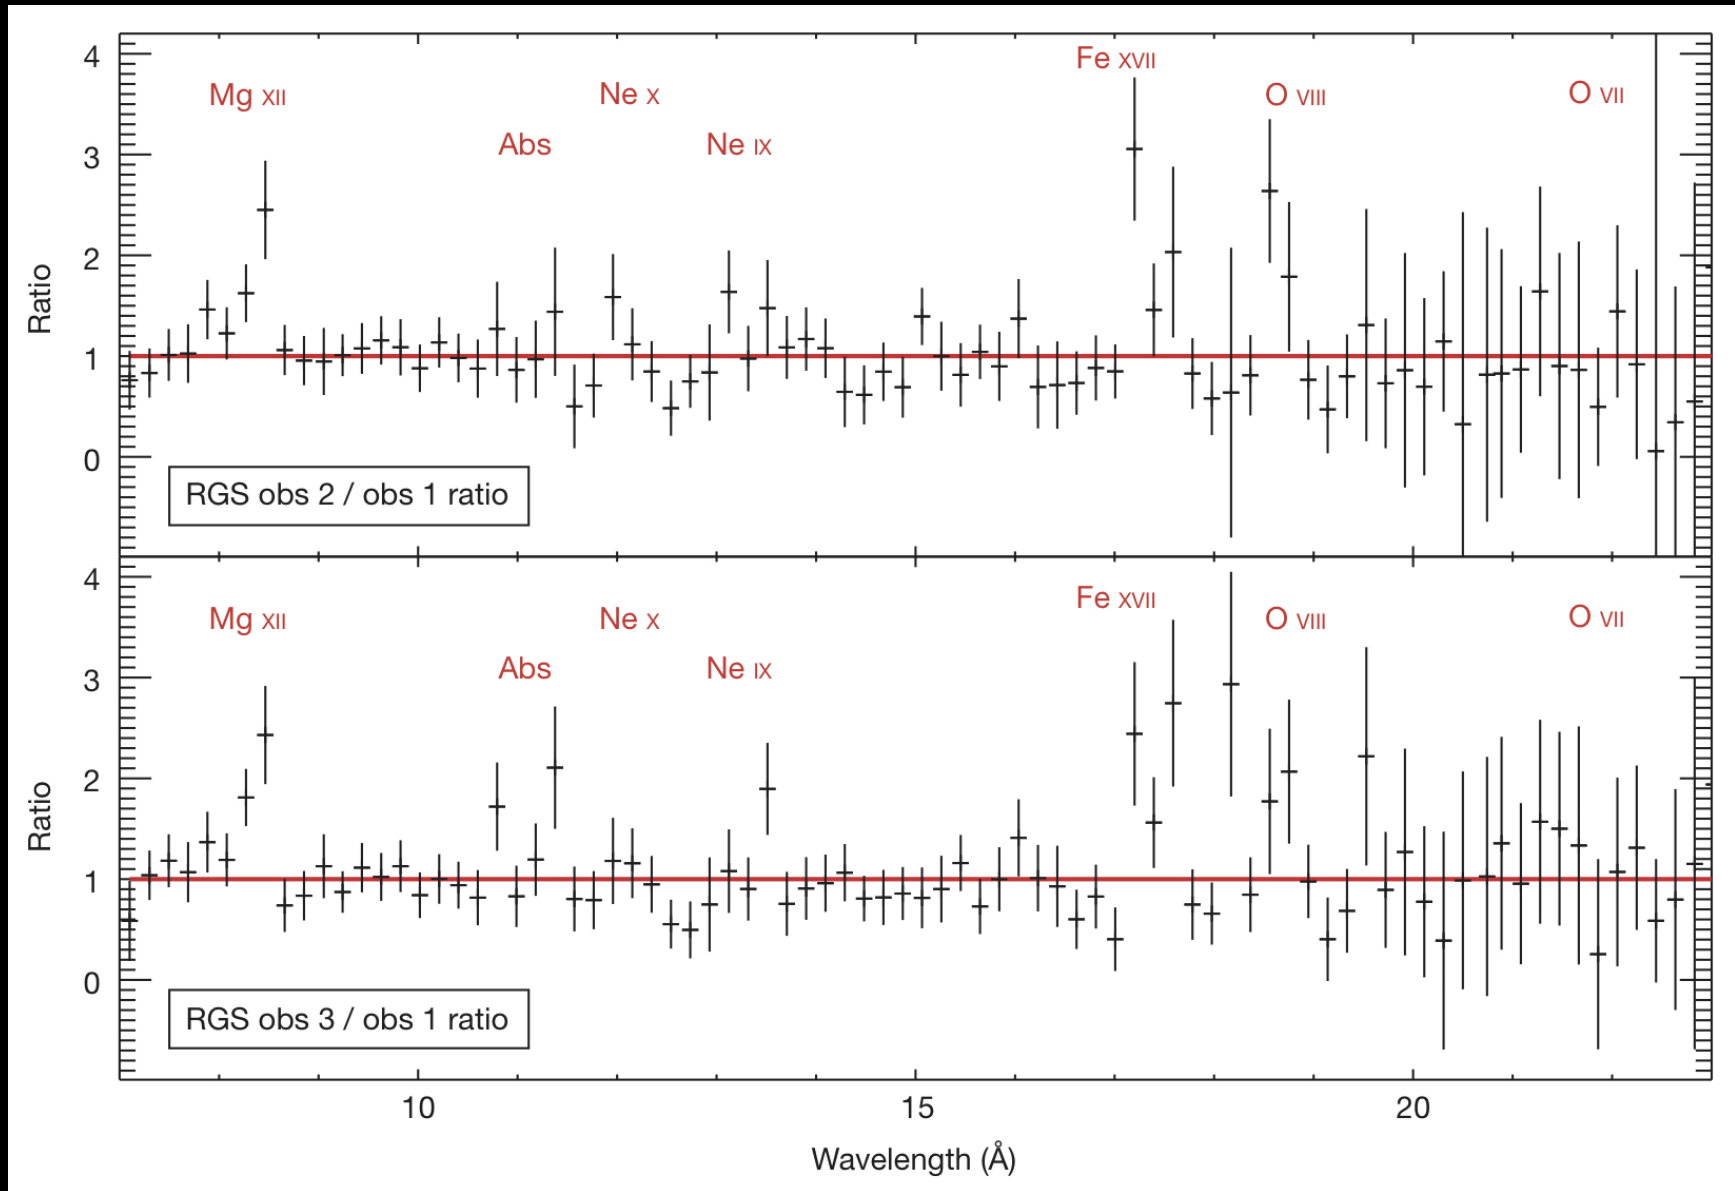 4
Fe XVII
Mg XII
Ne X
O VIII
O VII
3
Abs
Ne IX
2
Ratio
1
0
RGS obs 2 / obs 1 ratio
4
Mg XII
Ne X
Fe XVII
O VIII
O VII
3
Abs
Ne IX
2
Ratio
1
0
RGS obs 3 / obs 1 ratio
10
15
20
Wavelength (Å)